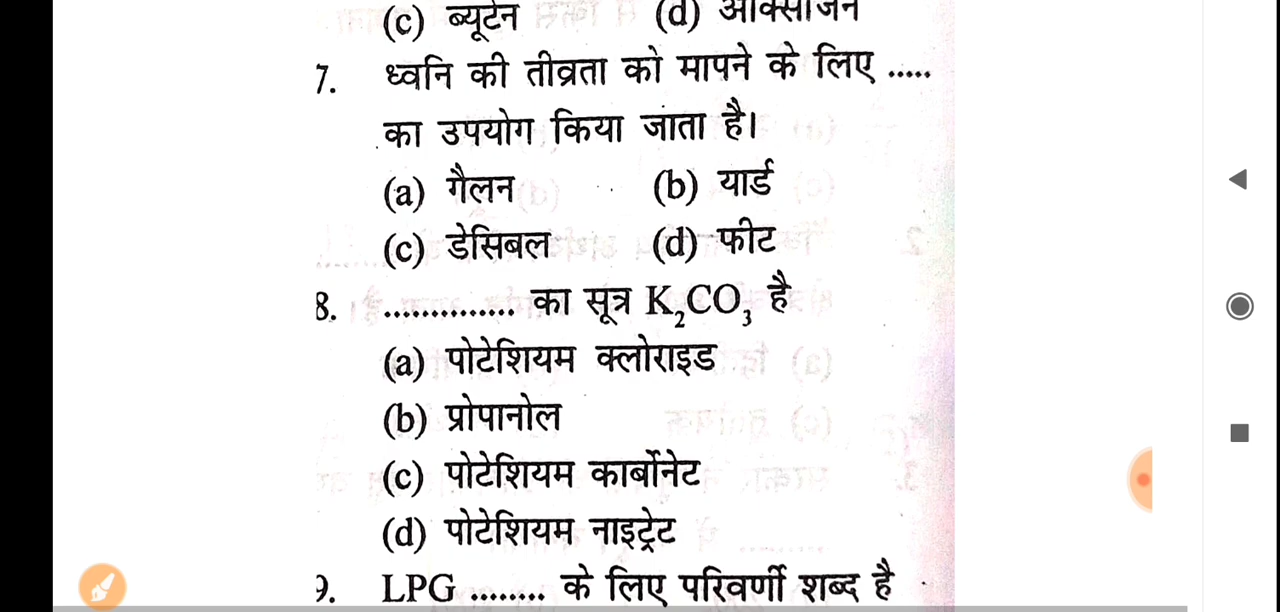 (c) ब्यूटेन (d) ऑक्सीजन
7. ध्वनि की तीव्रता को मापने के लिए .....
का उपयोग किया जाता है।
(a) गैलन (b) यार्ड
(c) डेसिबल (d) फीट
8. .............. का सूत्र K₂CO₃ है
(a) पोटेशियम क्लोराइड
(b) प्रोपानोल
(c) पोटेशियम कार्बोनेट
(d) पोटेशियम नाइट्रेट
9. LPG ........ के लिए परिवर्णी शब्द है